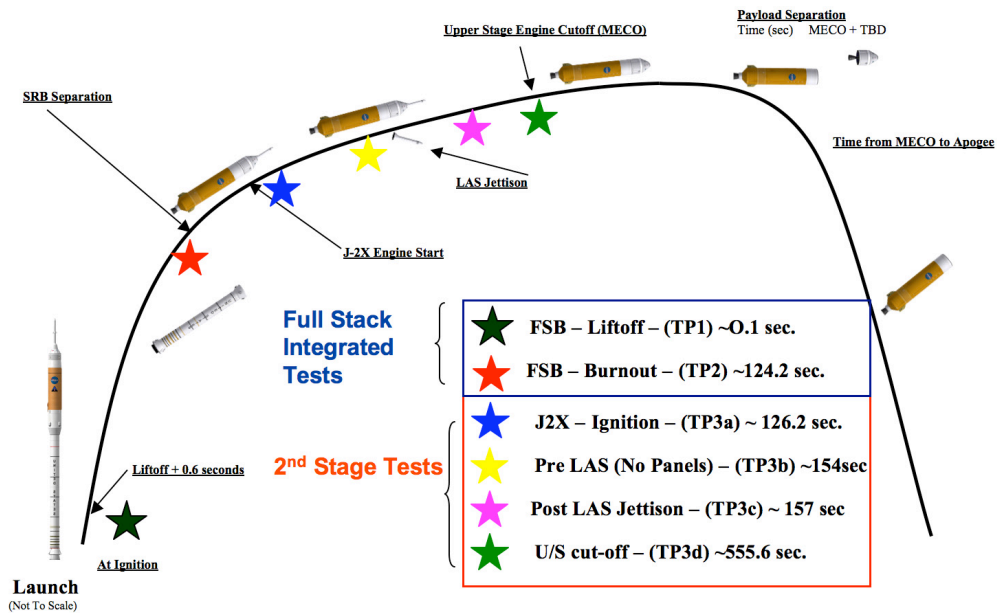 Payload Separation
Time (sec) MECO + TBD
Upper Stage Engine Cutoff (MECO)
SRB Separation
Time from MECO to Apogee
LAS Jettison
J-2X Engine Start
Full Stack
Integrated
Tests
FSB – Liftoff – (TP1) ~O.1 sec.
FSB – Burnout – (TP2) ~124.2 sec.
2nd Stage Tests
J2X – Ignition – (TP3a) ~ 126.2 sec.
Pre LAS (No Panels) – (TP3b) ~154sec
Post LAS Jettison – (TP3c) ~ 157 sec
U/S cut-off – (TP3d) ~555.6 sec.
Liftoff + 0.6 seconds
At Ignition
Launch
(Not To Scale)